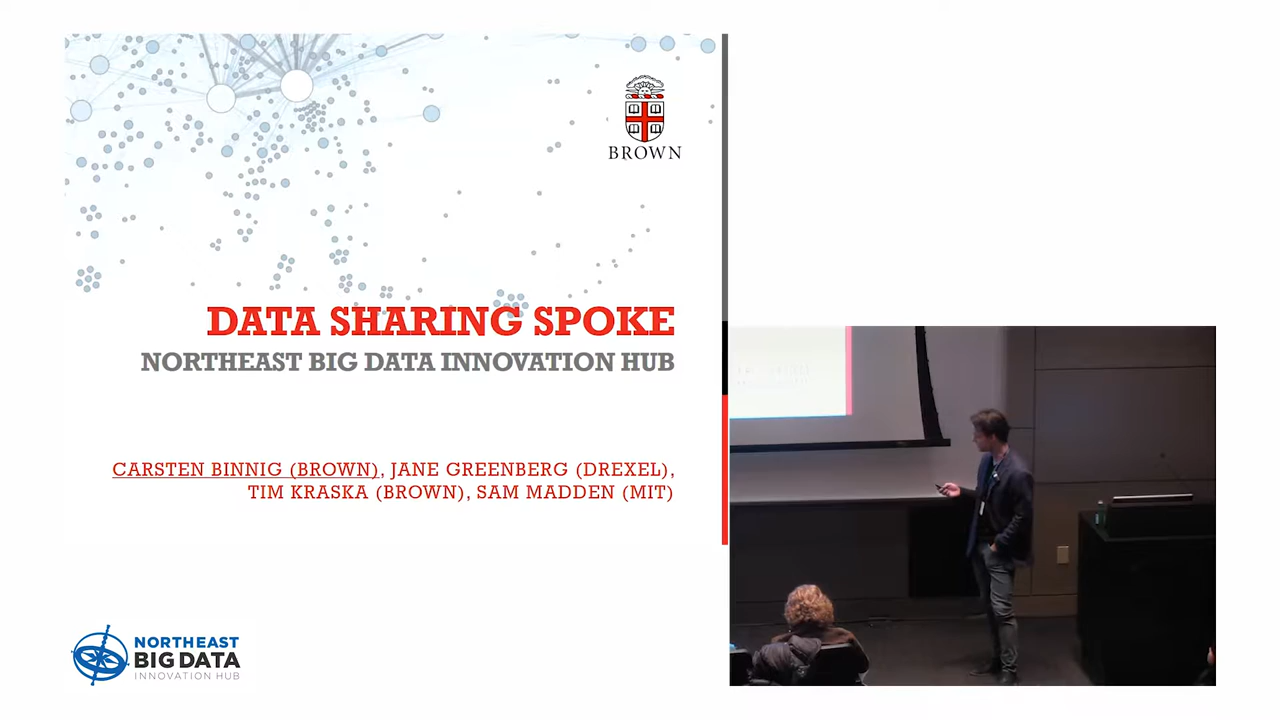 BROWN
DATA SHARING SPOKE
NORTHEAST BIG DATA INNOVATION HUB
CARSTEN BINNIG (BROWN), JANE GREENBERG (DREXEL),
TIM KRASKA (BROWN), SAM MADDEN (MIT)
NORTHEAST
BIG DATA
INNOVATION HUB